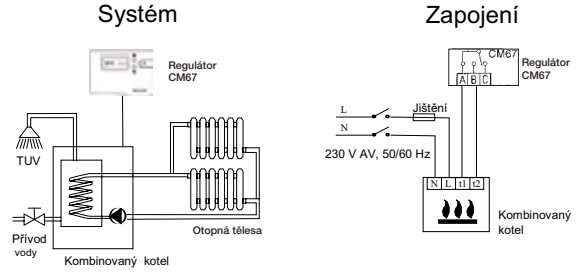 Systém
Regulátor
CM67
TUV
Přívod
vody
Kombinovaný kotel
Otopná tělesa
Zapojení
CM67
A B C
Regulátor
CM67
L
Jištění
N
230 V AV, 50/60 Hz
N L t1 t2
Kombinovaný
kotel